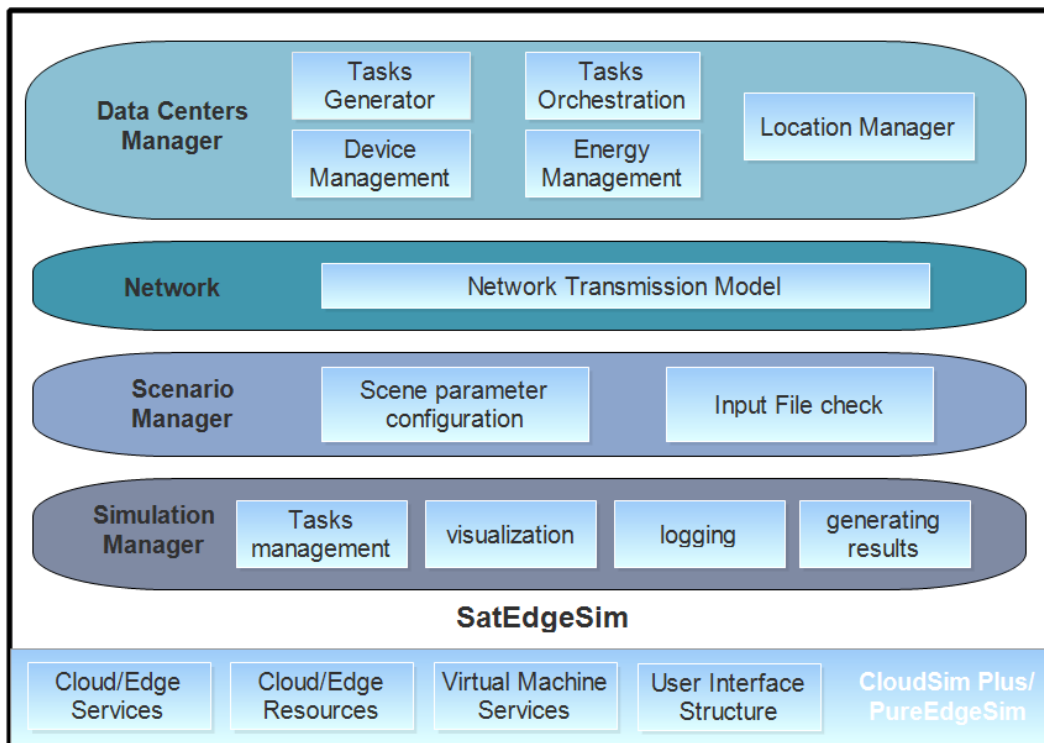 Data Centers
Manager
Tasks
Generator
Tasks
Orchestration
Location Manager
Device
Management
Energy
Management
Network
Network Transmission Model
Scenario
Manager
Scene parameter
configuration
Input File check
Simulation
Manager
Tasks
management
visualization
logging
generating
results
SatEdgeSim
Cloud/Edge
Services
Cloud/Edge
Resources
Virtual Machine
Services
User Interface
Structure
CloudSim Plus/
PureEdgeSim